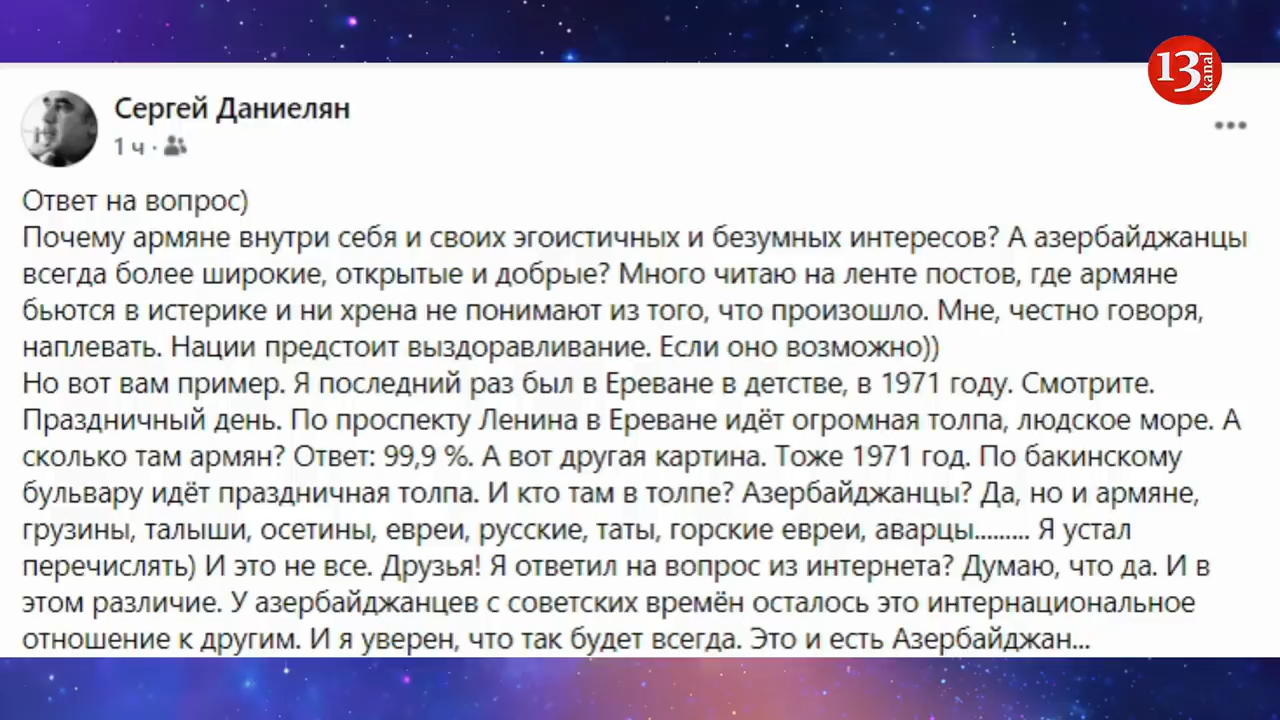 13 kanal
Сергей Даниелян
1 ч ·
Ответ на вопрос)
Почему армяне внутри себя и своих эгоистичных и безумных интересов? А азербайджанцы
всегда более широкие, открытые и добрые? Много читаю на ленте постов, где армяне
бьются в истерике и ни хрена не понимают из того, что произошло. Мне, честно говоря,
наплевать. Нации предстоит выздоравливание. Если оно возможно))
Но вот вам пример. Я последний раз был в Ереване в детстве, в 1971 году. Смотрите.
Праздничный день. По проспекту Ленина в Ереване идёт огромная толпа, людское море. А
сколько там армян? Ответ: 99,9 %. А вот другая картина. Тоже 1971 год. По бакинскому
бульвару идёт праздничная толпа. И кто там в толпе? Азербайджанцы? Да, но и армяне,
грузины, талыши, осетины, евреи, русские, таты, горские евреи, аварцы......... Я устал
перечислять) И это не все. Друзья! Я ответил на вопрос из интернета? Думаю, что да. И в
этом различие. У азербайджанцев с советских времён осталось это интернациональное
отношение к другим. И я уверен, что так будет всегда. Это и есть Азербайджан...